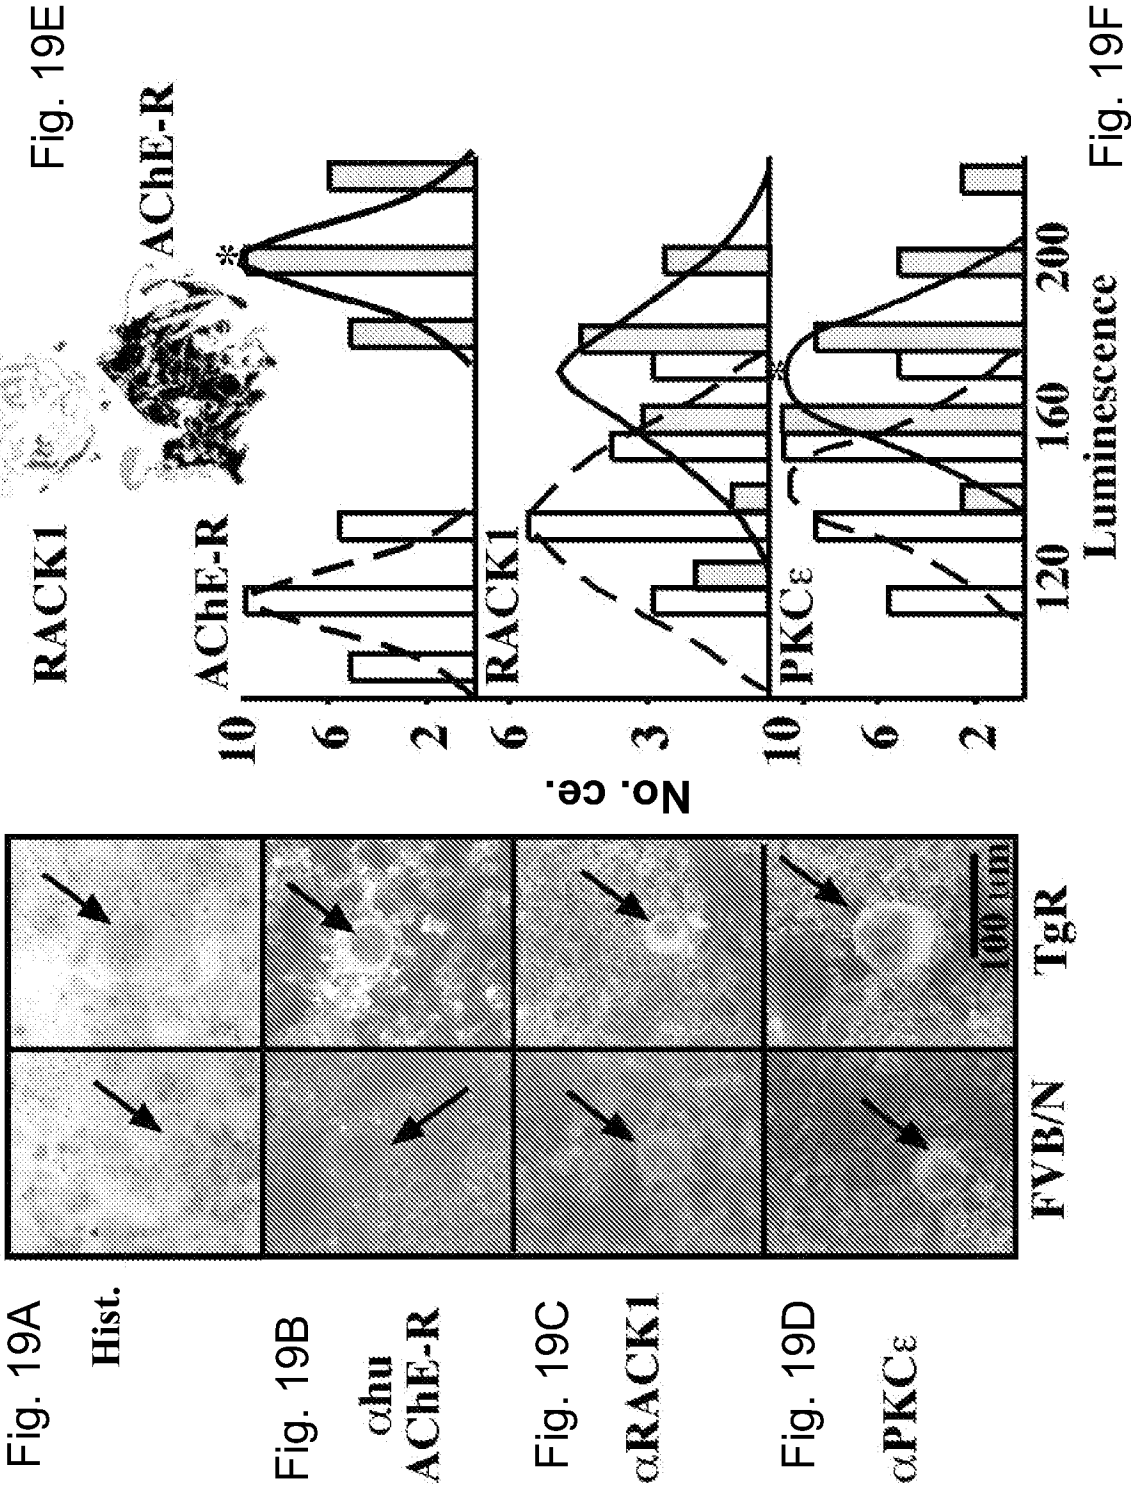 Fig. 19A
Hist.
Fig. 19B
αhu
AChE-R
Fig. 19C
αRACK1
Fig. 19D
αPKCε
FVB/N
TgR
100 um
Fig. 19E
RACK1
AChE-R
No. ce.
AChE-R
10
6
2
*
RACK1
6
3
PKCε
10
6
2
*
120
160
200
Luminescence
Fig. 19F